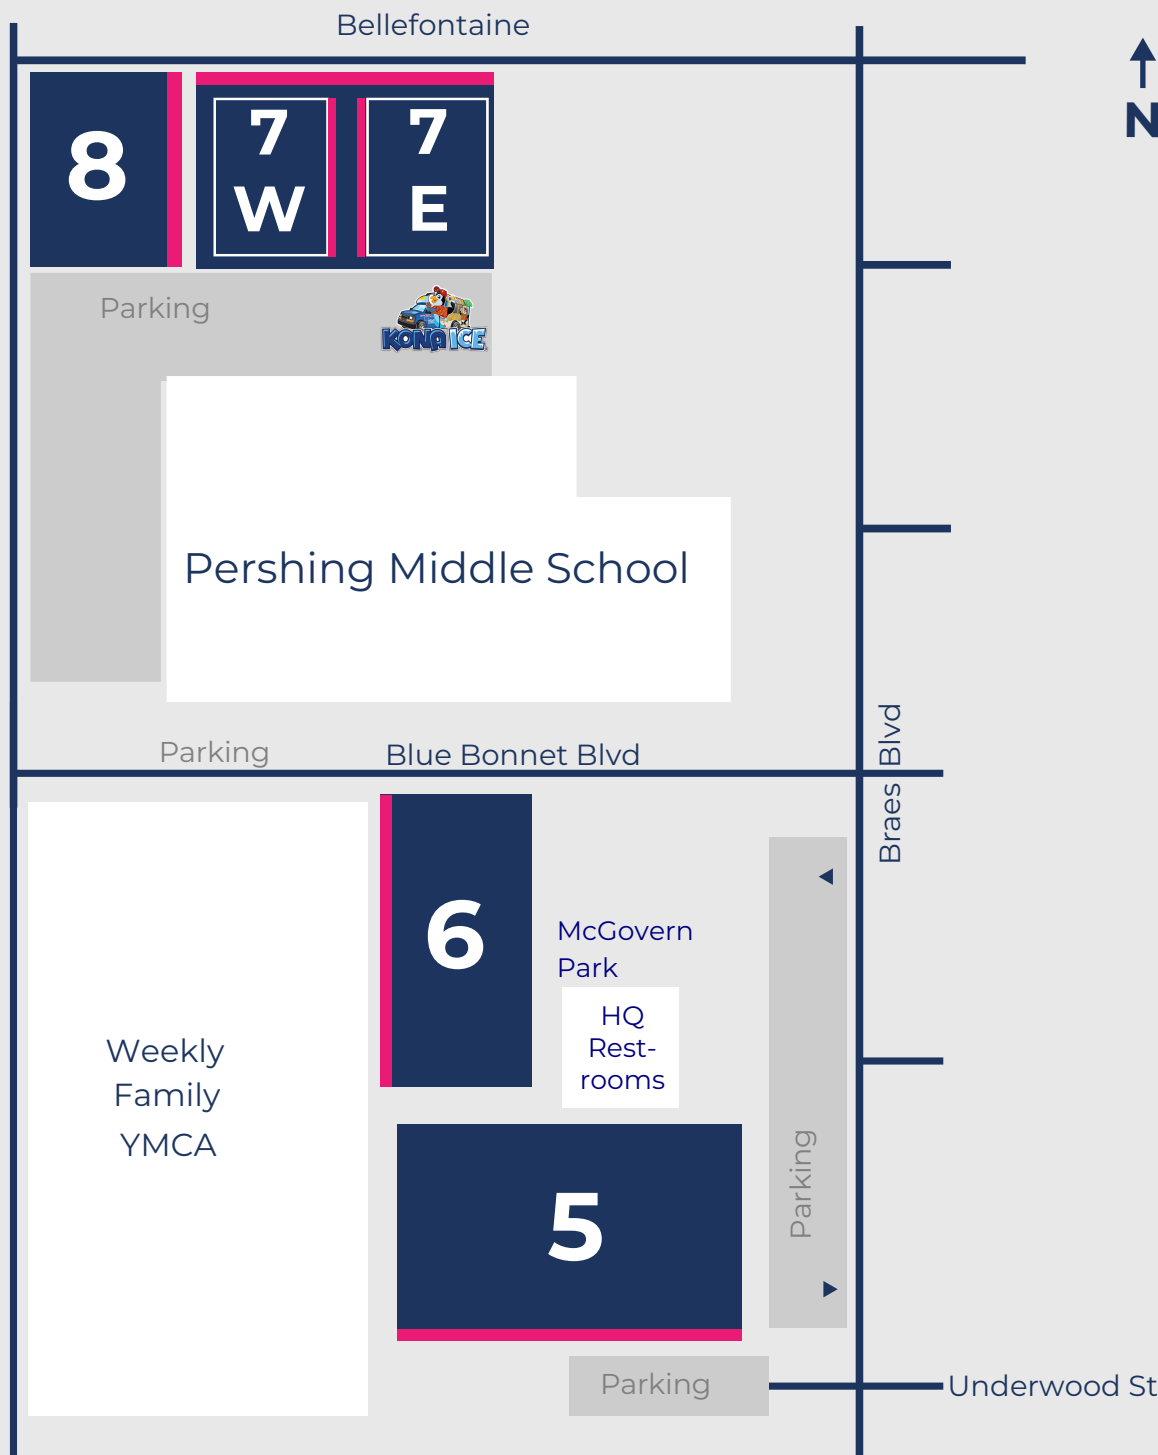 Bellefontaine
N
8
7
W
7
E
Parking
KONA ICE
Pershing Middle School
Parking
Blue Bonnet Blvd
Braes Blvd
6
McGovern
Park
HQ
Rest-
rooms
Weekly
Family
YMCA
5
Parking
Parking
Underwood St